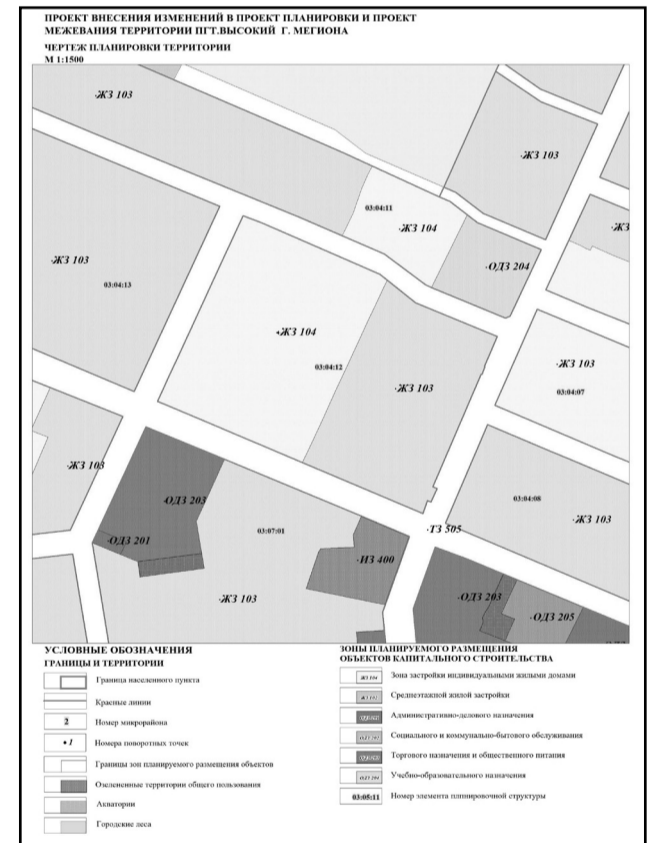 ПРОЕКТ ВНЕСЕНИЯ ИЗМЕНЕНИЙ В ПРОЕКТ ПЛАНИРОВКИ И ПРОЕКТ
МЕЖЕВАНИЯ ТЕРРИТОРИИ ПГТ.ВЫСОКИЙ Г. МЕГИОНА
ЧЕРТЕЖ ПЛАНИРОВКИ ТЕРРИТОРИИ
М 1:1500
ЖЗ 103
ЖЗ 103
03:04:11
ЖЗ 104
ЖЗ
ЖЗ 103
ОДЗ 204
03:04:13
ЖЗ 104
03:04:12
ЖЗ 103
ЖЗ 103
03:04:07
ЖЗ 103
ОДЗ 203
03:04:08
ЖЗ 103
03:07:01
ТЗ 505
ОДЗ 201
ИЗ 400
ЖЗ 103
ОДЗ 203
ОДЗ 205
УСЛОВНЫЕ ОБОЗНАЧЕНИЯ
ГРАНИЦЫ И ТЕРРИТОРИИ
Граница населенного пункта
Красные линии
2 Номер микрорайона
1 Номера поворотных точек
Границы зон планируемого размещения объектов
Озелененные территории общего пользования
Акватории
Городские леса
ЗОНЫ ПЛАНИРУЕМОГО РАЗМЕЩЕНИЯ
ОБЪЕКТОВ КАПИТАЛЬНОГО СТРОИТЕЛЬСТВА
ЖЗ 104 Зона застройки индивидуальными жилыми домами
Среднеэтажной жилой застройки
Административно-делового назначения
Социального и коммунально-бытового обслуживания
Торгового назначения и общественного питания
Учебно-образовательного назначения
03:05:11 Номер элемента планировочной структуры